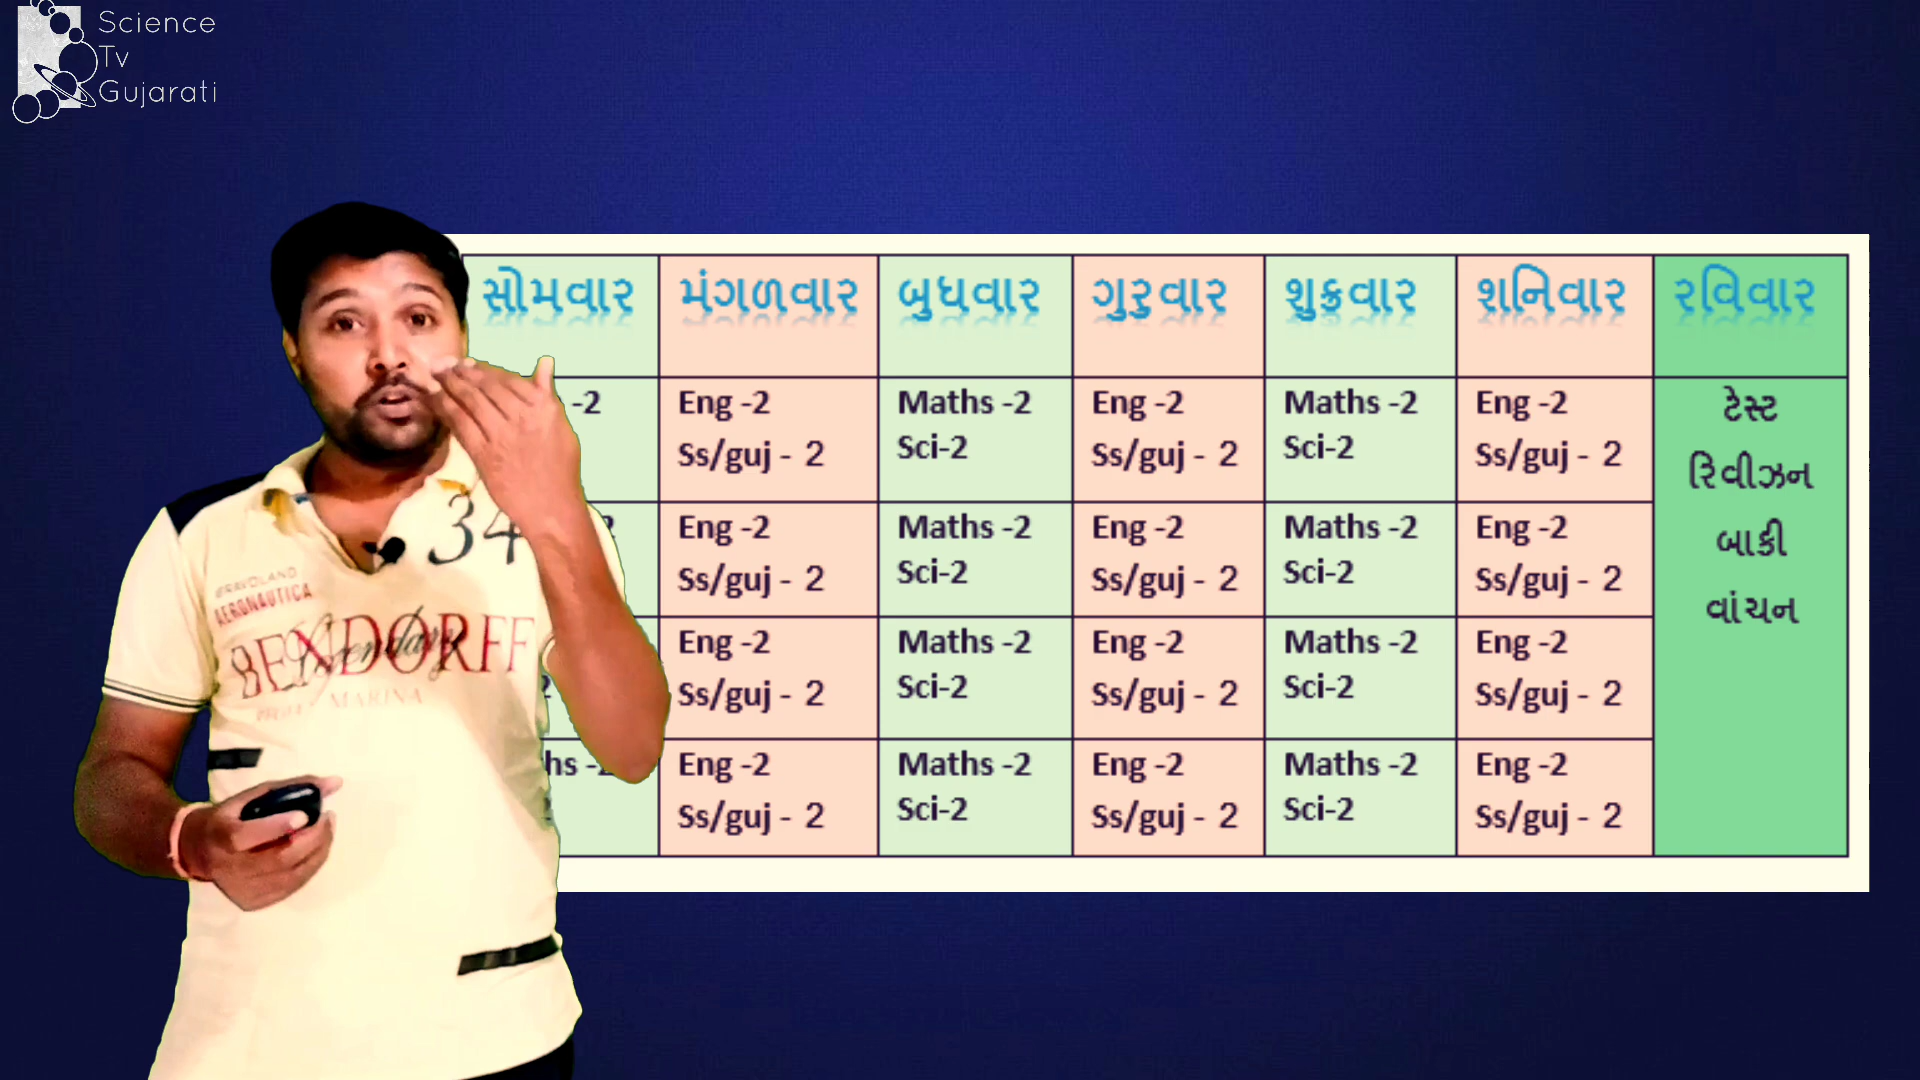 Science
Tv
Gujarati
સોમવાર મંગળવાર બુધવાર ગુરુવાર શુક્રવાર શનિવાર રવિવાર
-2 Eng -2 Maths -2 Eng -2 Maths -2 Eng -2 ટેસ્ટ
Ss/guj - 2 Sci-2 Ss/guj - 2 Sci-2 Ss/guj - 2 રિવીઝન
Eng -2 Maths -2 Eng -2 Maths -2 Eng -2 બાકી
Ss/guj - 2 Sci-2 Ss/guj - 2 Sci-2 Ss/guj - 2 વાંચન
Eng -2 Maths -2 Eng -2 Maths -2 Eng -2
Ss/guj - 2 Sci-2 Ss/guj - 2 Sci-2 Ss/guj - 2
hs -2 Eng -2 Maths -2 Eng -2 Maths -2 Eng -2
Ss/guj - 2 Sci-2 Ss/guj - 2 Sci-2 Ss/guj - 2
34
AERONAUTICA
BENDORFF
MARINA